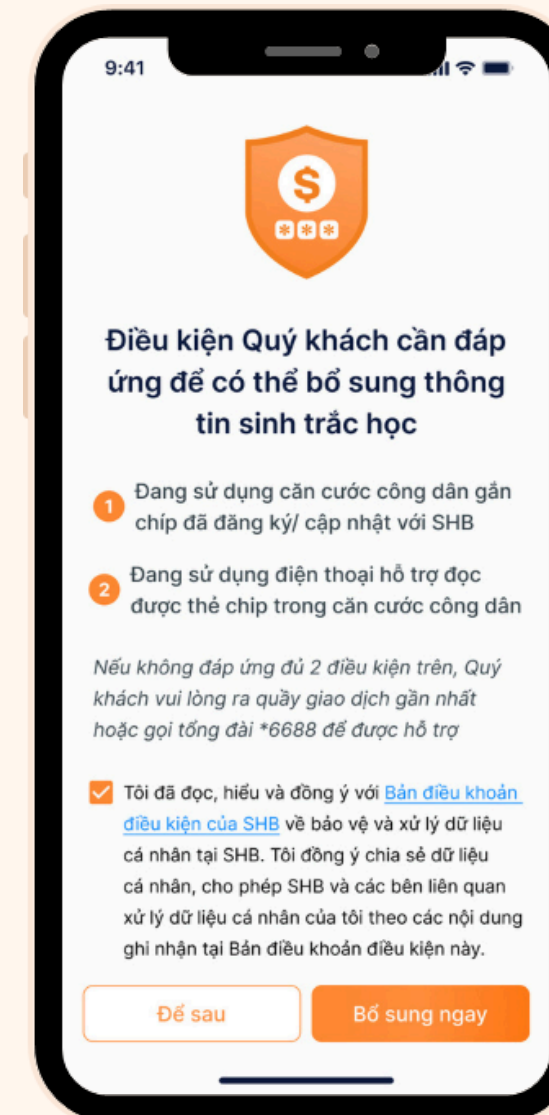 9:41
$
***
Điều kiện Quý khách cần đáp
ứng để có thể bổ sung thông
tin sinh trắc học
1 Đang sử dụng căn cước công dân gắn
chíp đã đăng ký/ cập nhật với SHB
2 Đang sử dụng điện thoại hỗ trợ đọc
được thẻ chip trong căn cước công dân
Nếu không đáp ứng đủ 2 điều kiện trên, Quý
khách vui lòng ra quầy giao dịch gần nhất
hoặc gọi tổng đài *6688 để được hỗ trợ
Tôi đã đọc, hiểu và đồng ý với Bản điều khoản
điều kiện của SHB về bảo vệ và xử lý dữ liệu
cá nhân tại SHB. Tôi đồng ý chia sẻ dữ liệu
cá nhân, cho phép SHB và các bên liên quan
xử lý dữ liệu cá nhân của tôi theo các nội dung
ghi nhận tại Bản điều khoản điều kiện này.
Để sau
Bổ sung ngay